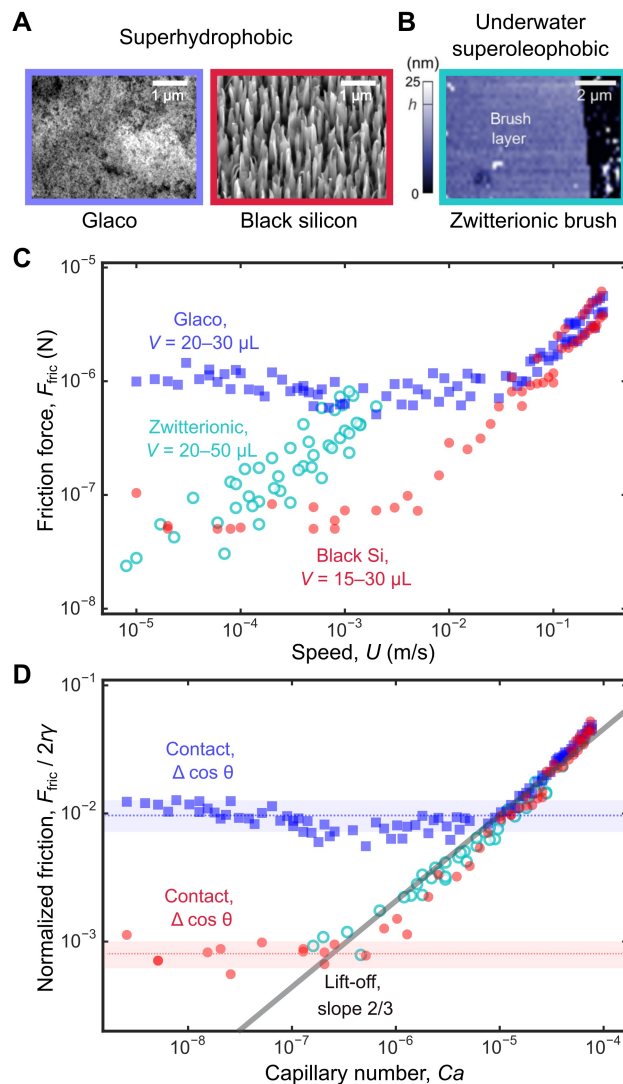 A
Superhydrophobic
1 µm
1 µm
Glaco
Black silicon
B
Underwater
superoleophobic
(nm)
25
h
0
2 µm
Brush
layer
Zwitterionic brush
C
Friction force, F_fric (N)
10⁻⁵
10⁻⁶
10⁻⁷
10⁻⁸
Glaco,
V = 20–30 µL
Zwitterionic,
V = 20–50 µL
Black Si,
V = 15–30 µL
10⁻⁵
10⁻⁴
10⁻³
10⁻²
10⁻¹
Speed, U (m/s)
D
Normalized friction, F_fric / 2rγ
10⁻¹
10⁻²
10⁻³
Contact,
Δ cos θ
Contact,
Δ cos θ
Lift-off,
slope 2/3
10⁻⁸
10⁻⁷
10⁻⁶
10⁻⁵
10⁻⁴
Capillary number, Ca